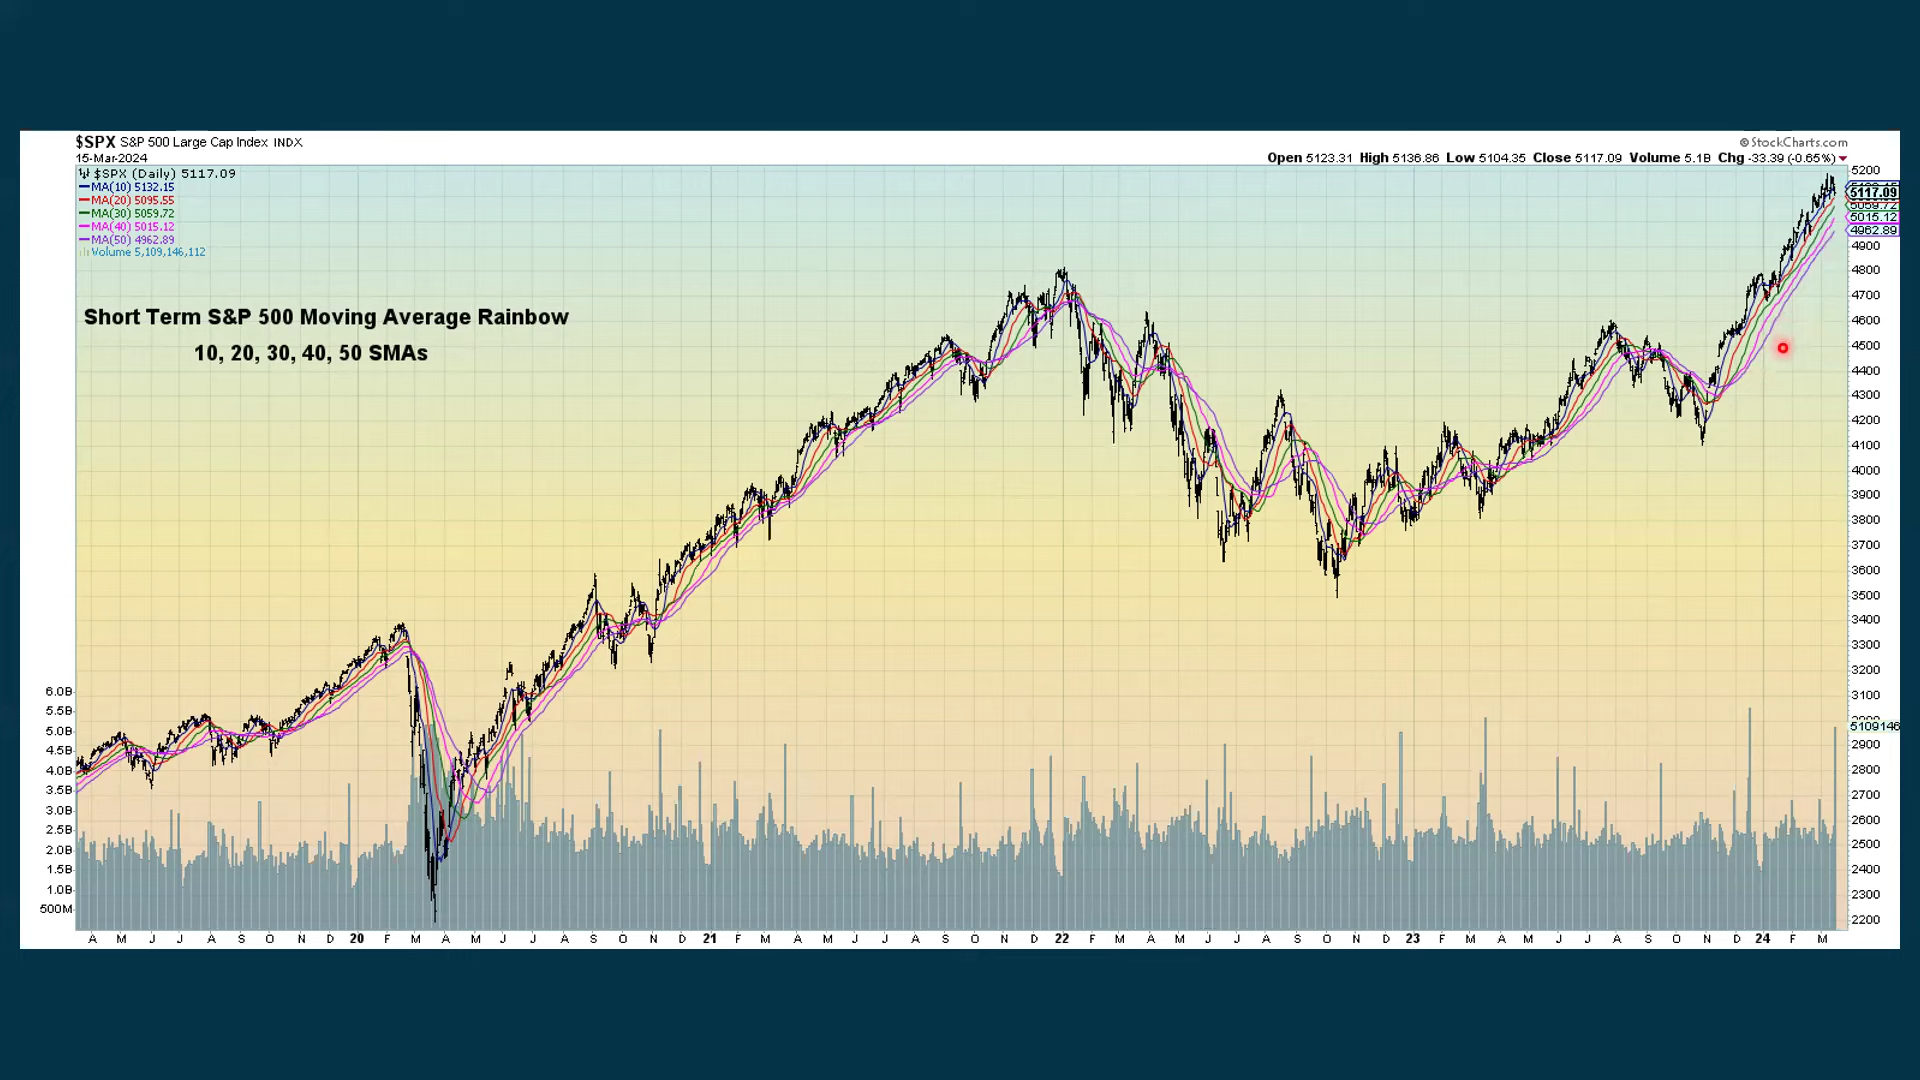 $SPX S&P 500 Large Cap Index INDX
© StockCharts.com
15-Mar-2024
Open 5123.31 High 5136.86 Low 5104.35 Close 5117.09 Volume 5.1B Chg -33.39 (-0.65%)
$SPX (Daily) 5117.09
MA(10) 5132.15
MA(20) 5095.55
MA(30) 5059.72
MA(40) 5015.12
MA(50) 4962.89
Volume 5,109,146,112
Short Term S&P 500 Moving Average Rainbow
10, 20, 30, 40, 50 SMAs
5200
5117.09
5059.72
5015.12
4962.89
4900
4800
4700
4600
4500
4400
4300
4200
4100
4000
3900
3800
3700
3600
3500
3400
3300
3200
3100
5109146
2900
2800
2700
2600
2500
2400
2300
2200
6.0B
5.5B
5.0B
4.5B
4.0B
3.5B
3.0B
2.5B
2.0B
1.5B
1.0B
500M
A M J J A S O N D 20 F M A M J J A S O N D 21 F M A M J J A S O N D 22 F M A M J J A S O N D 23 F M A M J J A S O N D 24 F M